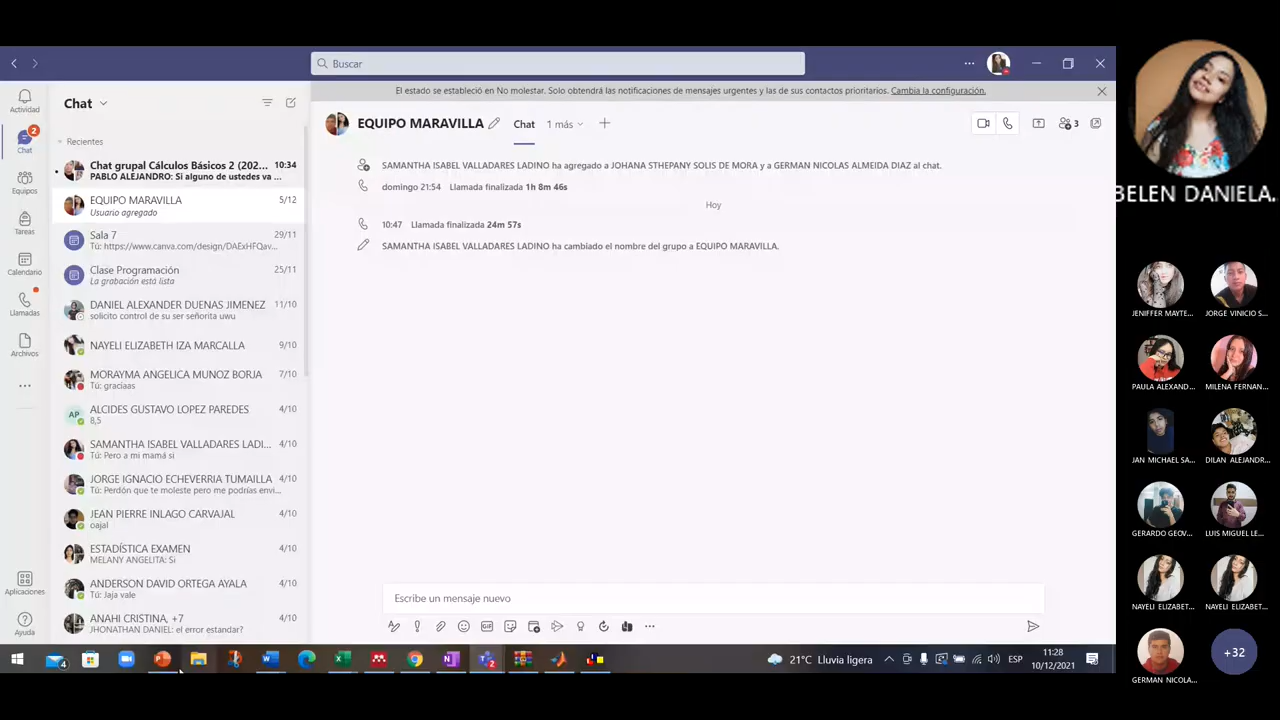 Buscar
El estado se estableció en No molestar. Solo obtendrá las notificaciones de mensajes urgentes y las de sus contactos prioritarios. Cambia la configuración.
Actividad
2
Chat
Equipos
Tareas
Calendario
Llamadas
Archivos
Aplicaciones
Ayuda
Chat
Recientes
Chat grupal Cálculos Básicos 2 (202... 10:34
PABLO ALEJANDRO: Si alguno de ustedes va ...
EQUIPO MARAVILLA 5/12
Usuario agregado
Sala 7 29/11
Tú: https://www.canva.com/design/DAExHFQav...
Clase Programación 25/11
La grabación está lista
DANIEL ALEXANDER DUENAS JIMENEZ 11/10
solicito control de su ser señorita uwu
NAYELI ELIZABETH IZA MARCALLA 9/10
MORAYMA ANGELICA MUNOZ BORJA 7/10
Tú: graciaas
AP
ALCIDES GUSTAVO LOPEZ PAREDES 4/10
8,5
SAMANTHA ISABEL VALLADARES LADI... 4/10
Tú: Pero a mi mamá si
JORGE IGNACIO ECHEVERRIA TUMAILLA 4/10
Tú: Perdón que te moleste pero me podrías envi...
JEAN PIERRE INLAGO CARVAJAL 4/10
oajal
ESTADÍSTICA EXAMEN 4/10
MELANY ANGELITA: Si
ANDERSON DAVID ORTEGA AYALA 4/10
Tú: Jaja vale
ANAHI CRISTINA, +7 4/10
JHONATHAN DANIEL: el error estandar?
EQUIPO MARAVILLA Chat 1 más 3
SAMANTHA ISABEL VALLADARES LADINO ha agregado a JOHANA STHEPANY SOLIS DE MORA y a GERMAN NICOLAS ALMEIDA DIAZ al chat.
domingo 21:54 Llamada finalizada 1h 8m 46s
Hoy
10:47 Llamada finalizada 24m 57s
SAMANTHA ISABEL VALLADARES LADINO ha cambiado el nombre del grupo a EQUIPO MARAVILLA.
Escribe un mensaje nuevo
GIF
4
2
21°C Lluvia ligera
ESP
11:28
10/12/2021
BELEN DANIELA.
JENIFFER MAYTE... JORGE VINICIO S...
PAULA ALEXAND... MILENA FERNAN...
JAN MICHAEL SA... DILAN ALEJANDR...
GERARDO GEOV... LUIS MIGUEL LE...
NAYELI ELIZABET... NAYELI ELIZABET...
GERMAN NICOLA...
+32